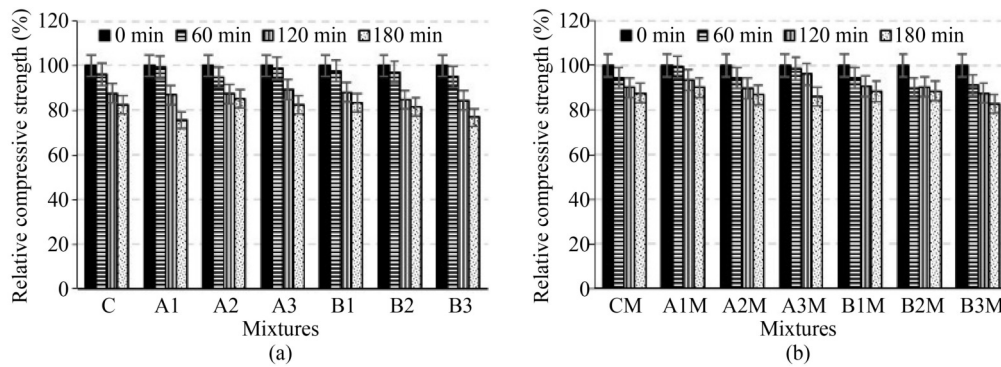 120
0 min 60 min 120 min 180 min
100
80
60
40
20
0
Relative compressive strength (%)
C A1 A2 A3 B1 B2 B3
Mixtures
(a)
120
0 min 60 min 120 min 180 min
100
80
60
40
20
0
Relative compressive strength (%)
CM A1M A2M A3M B1M B2M B3M
Mixtures
(b)